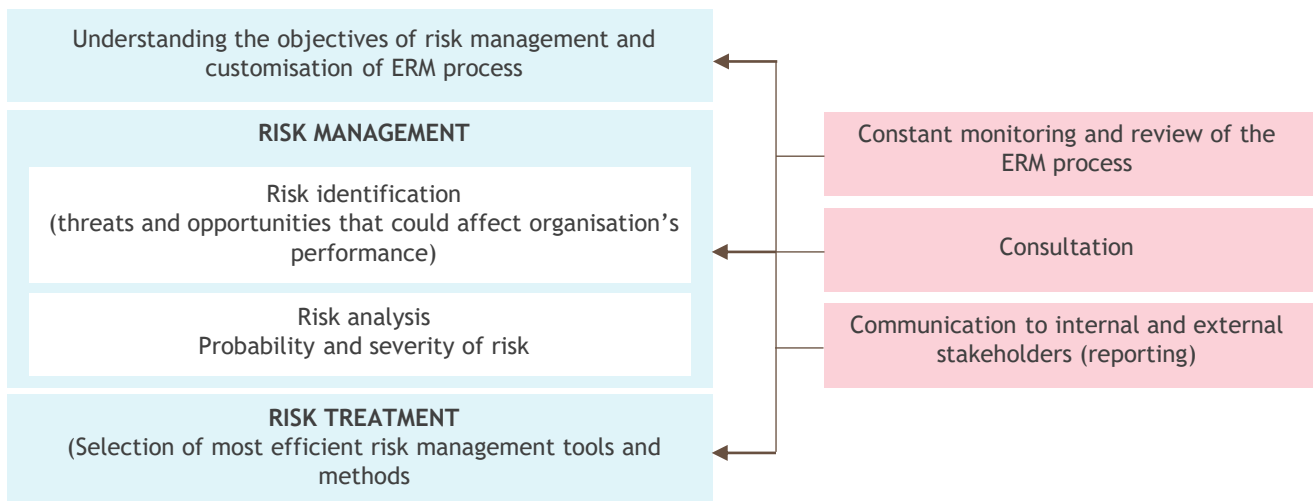 Understanding the objectives of risk management and
customisation of ERM process
RISK MANAGEMENT
Risk identification
(threats and opportunities that could affect organisation’s
performance)
Risk analysis
Probability and severity of risk
RISK TREATMENT
(Selection of most efficient risk management tools and
methods
Constant monitoring and review of the
ERM process
Consultation
Communication to internal and external
stakeholders (reporting)